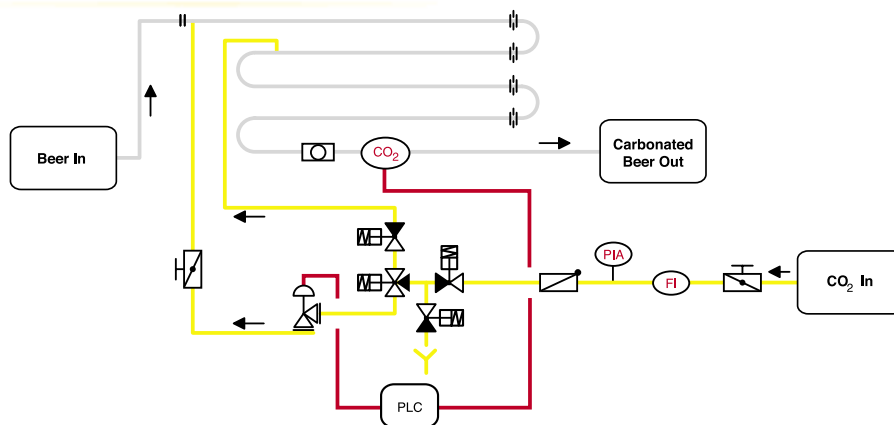 Beer In
CO₂
Carbonated
Beer Out
PIA
FI
CO₂ In
PLC